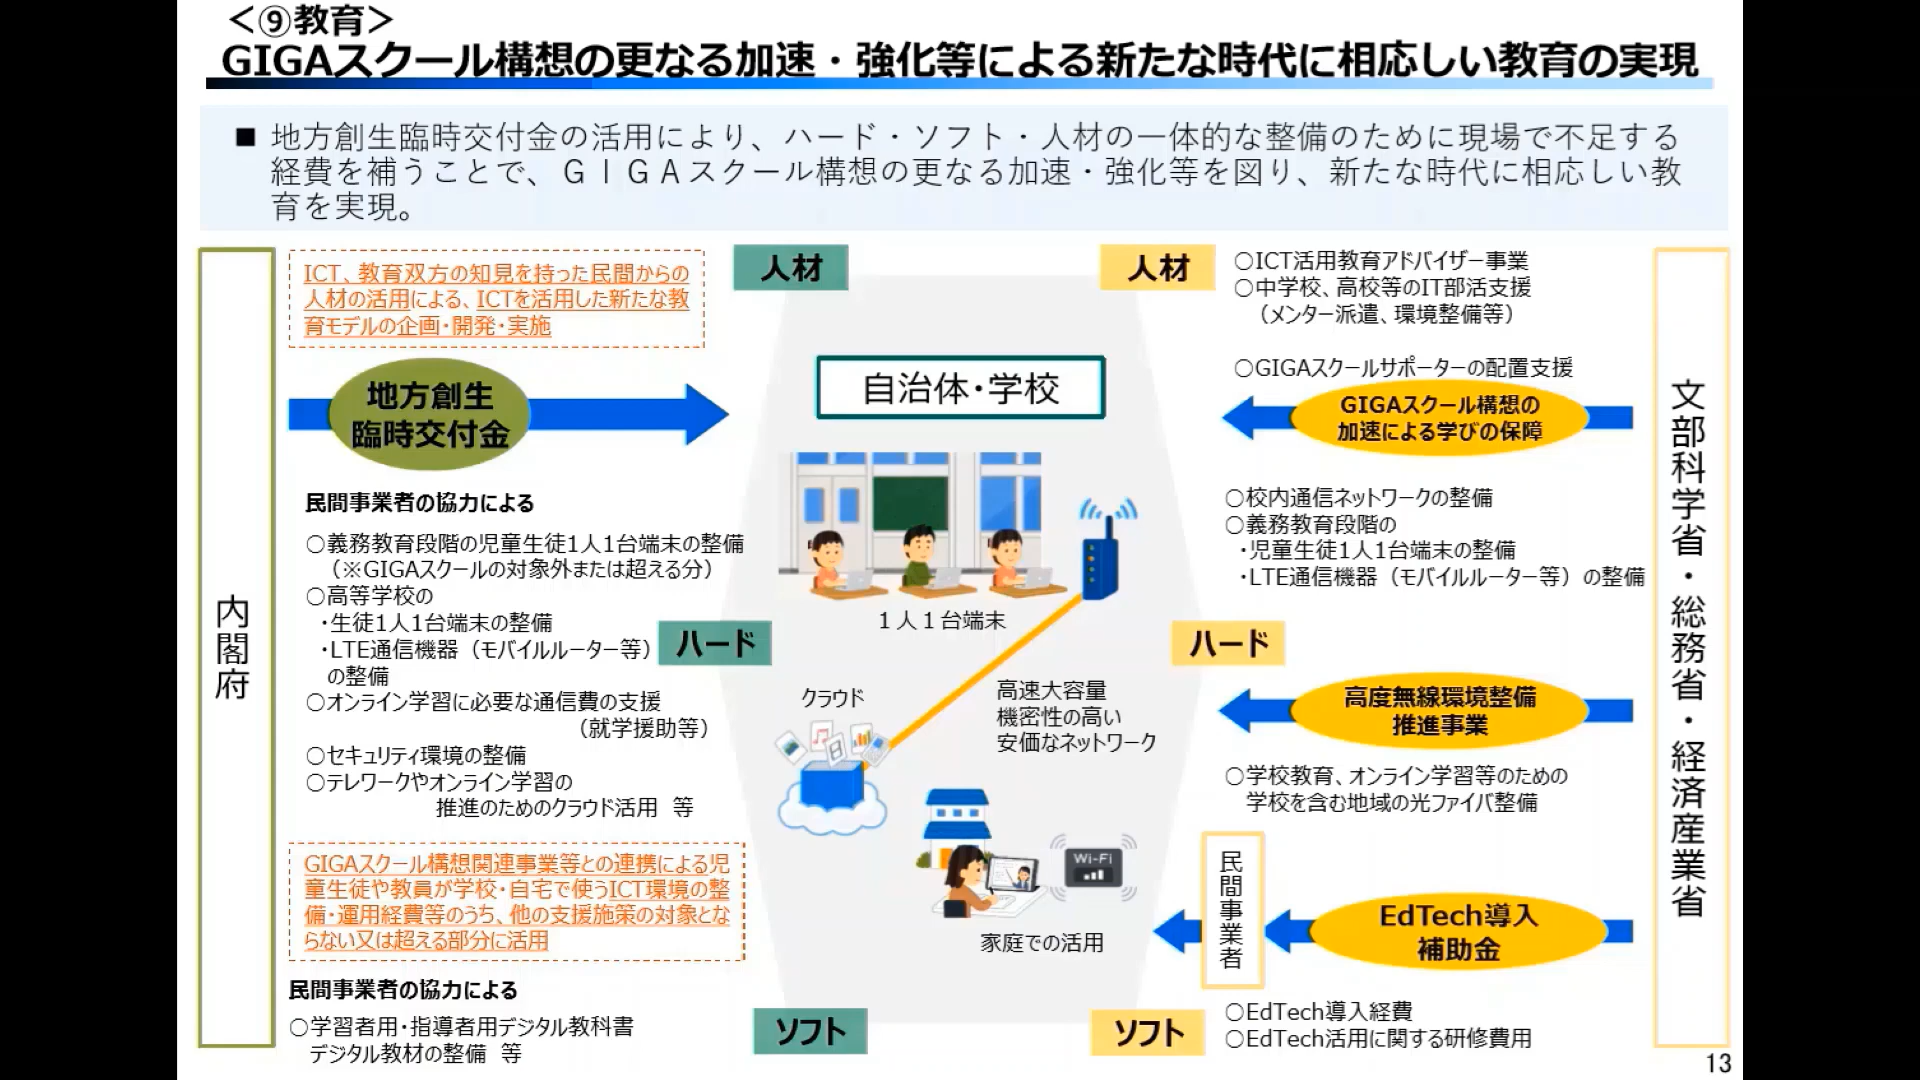 ＜⑨教育＞
GIGAスクール構想の更なる加速・強化等による新たな時代に相応しい教育の実現
■ 地方創生臨時交付金の活用により、ハード・ソフト・人材の一体的な整備のために現場で不足する
経費を補うことで、ＧＩＧＡスクール構想の更なる加速・強化等を図り、新たな時代に相応しい教
育を実現。
内閣府
ICT、教育双方の知見を持った民間からの
人材の活用による、ICTを活用した新たな教
育モデルの企画・開発・実施
地方創生
臨時交付金
民間事業者の協力による
○義務教育段階の児童生徒1人1台端末の整備
（※GIGAスクールの対象外または超える分）
○高等学校の
・生徒1人1台端末の整備
・LTE通信機器（モバイルルーター等）
の整備
○オンライン学習に必要な通信費の支援
（就学援助等）
○セキュリティ環境の整備
○テレワークやオンライン学習の
推進のためのクラウド活用 等
GIGAスクール構想関連事業等との連携による児
童生徒や教員が学校・自宅で使うICT環境の整
備・運用経費等のうち、他の支援施策の対象とな
らない又は超える部分に活用
民間事業者の協力による
○学習者用・指導者用デジタル教科書
デジタル教材の整備 等
人材
ハード
ソフト
自治体・学校
１人１台端末
クラウド
高速大容量
機密性の高い
安価なネットワーク
Wi-Fi
家庭での活用
人材
ハード
ソフト
○ICT活用教育アドバイザー事業
○中学校、高校等のIT部活支援
（メンター派遣、環境整備等）
○GIGAスクールサポーターの配置支援
GIGAスクール構想の
加速による学びの保障
○校内通信ネットワークの整備
○義務教育段階の
・児童生徒1人1台端末の整備
・LTE通信機器（モバイルルーター等）の整備
高度無線環境整備
推進事業
○学校教育、オンライン学習等のための
学校を含む地域の光ファイバ整備
民間事業者
EdTech導入
補助金
○EdTech導入経費
○EdTech活用に関する研修費用
文部科学省・総務省・経済産業省
13